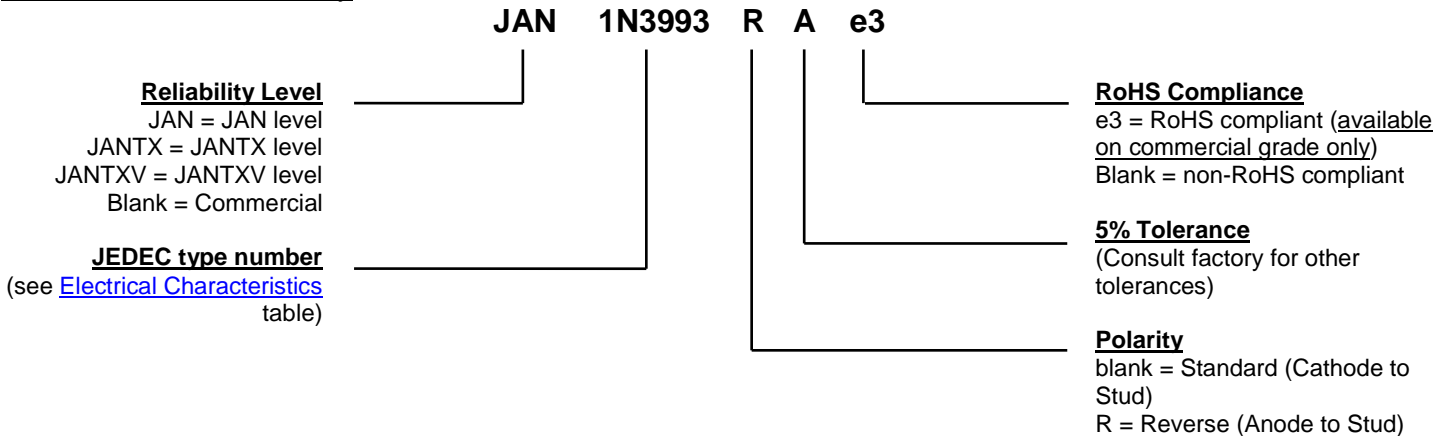 JAN 1N3993 R A e3
Reliability Level
JAN = JAN level
JANTX = JANTX level
JANTXV = JANTXV level
Blank = Commercial
JEDEC type number
(see Electrical Characteristics
table)
RoHS Compliance
e3 = RoHS compliant (available
on commercial grade only)
Blank = non-RoHS compliant
5% Tolerance
(Consult factory for other
tolerances)
Polarity
blank = Standard (Cathode to
Stud)
R = Reverse (Anode to Stud)